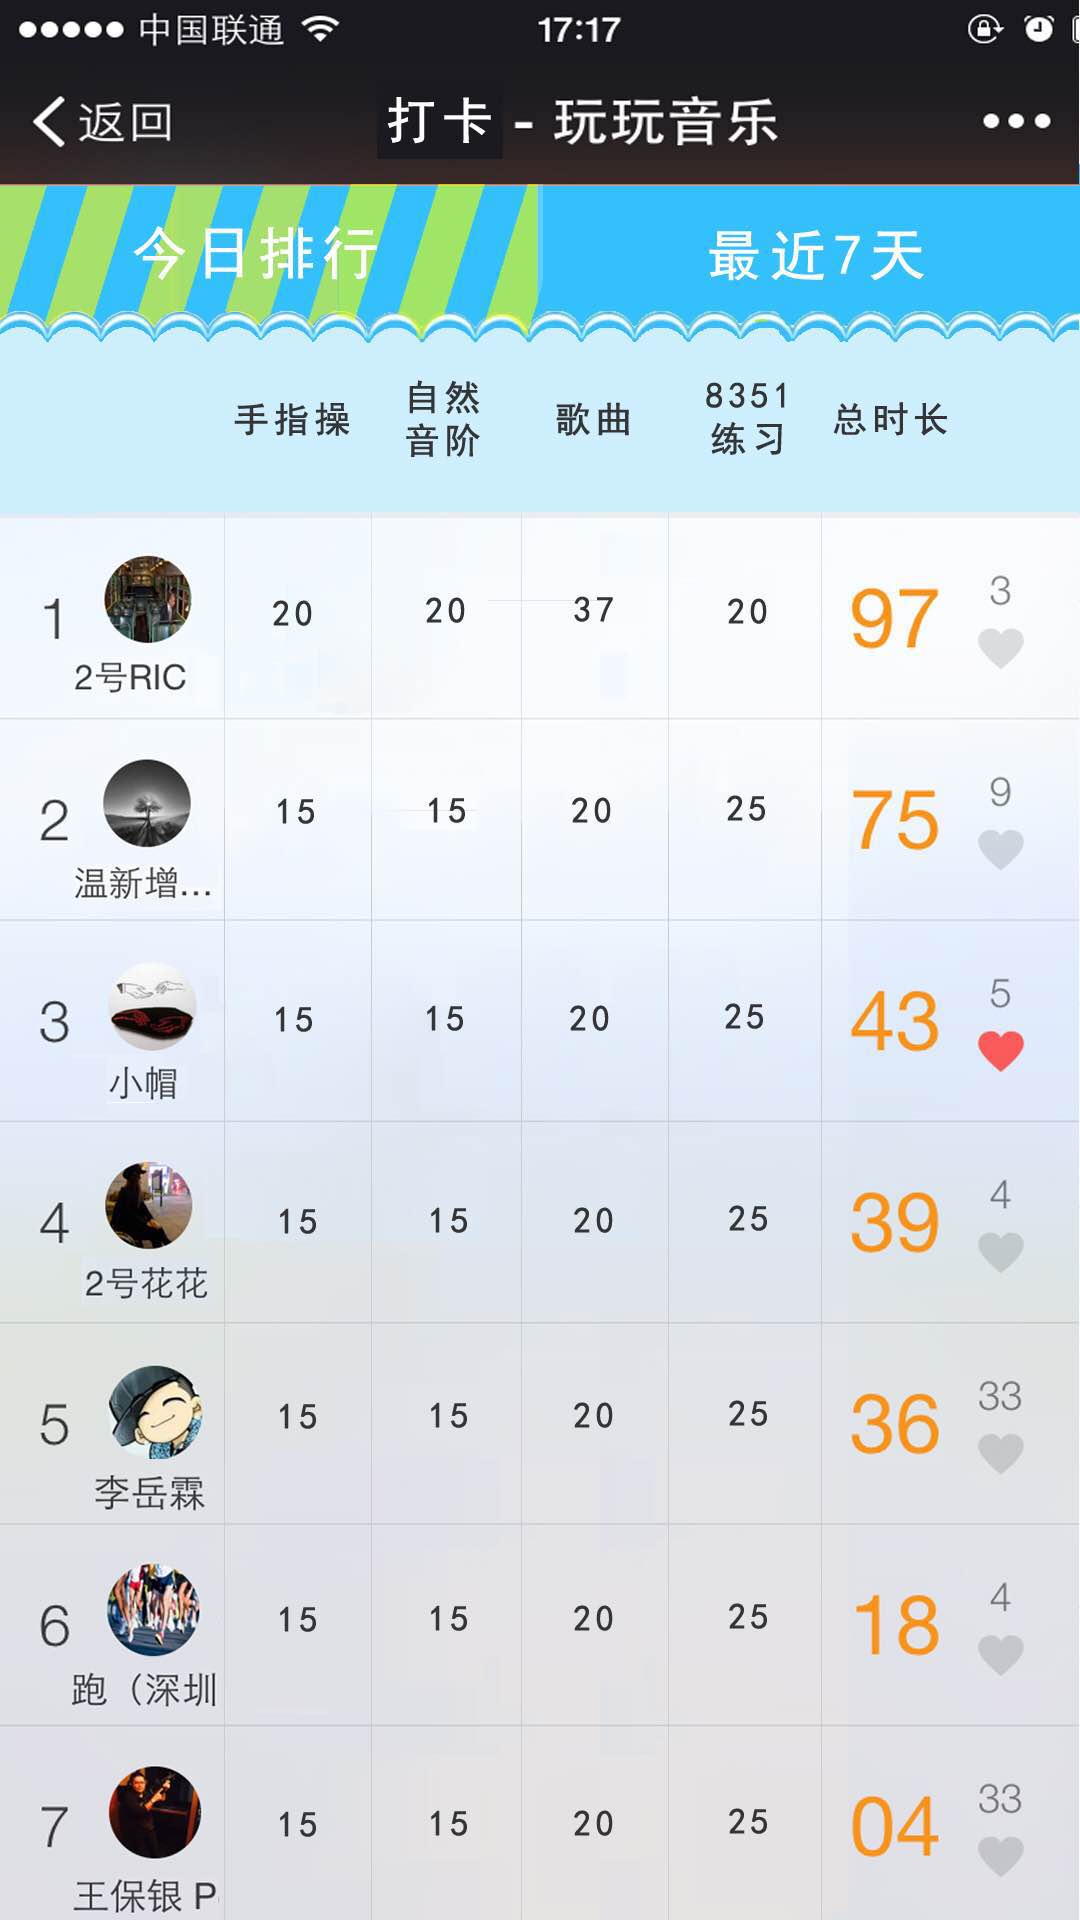 中国联通 17:17
返回 打卡 - 玩玩音乐
今日排行 最近7天
手指操 自然音阶 歌曲 8351练习 总时长
1 2号RIC 20 20 37 20 97 3
2 温新增... 15 15 20 25 75 9
3 小帽 15 15 20 25 43 5
4 2号花花 15 15 20 25 39 4
5 李岳霖 15 15 20 25 36 33
6 跑（深圳 15 15 20 25 18 4
7 王保银 P 15 15 20 25 04 33